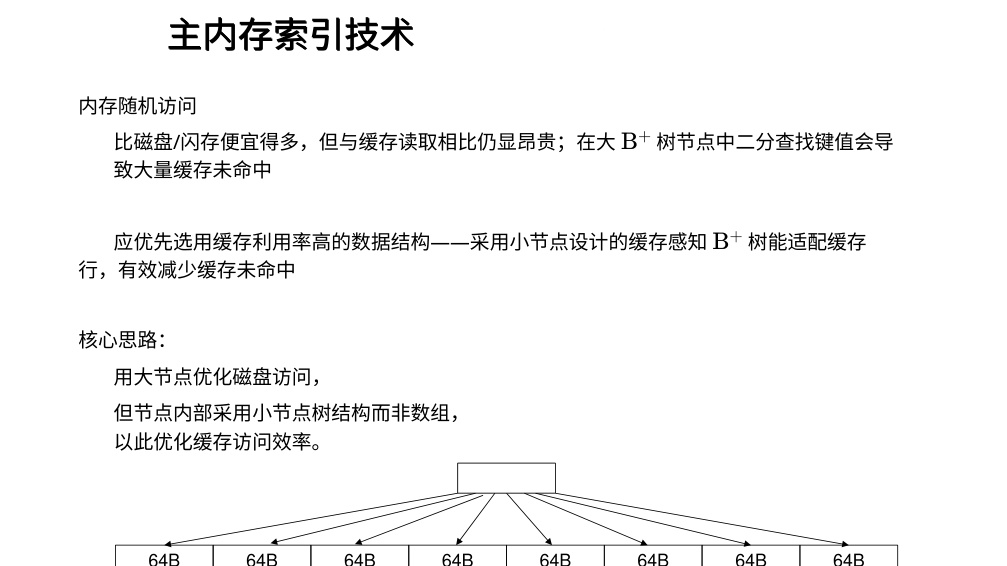 主内存索引技术
内存随机访问
比磁盘/闪存便宜得多，但与缓存读取相比仍显昂贵；在大 B⁺ 树节点中二分查找键值会导
致大量缓存未命中
应优先选用缓存利用率高的数据结构——采用小节点设计的缓存感知 B⁺ 树能适配缓存
行，有效减少缓存未命中
核心思路：
用大节点优化磁盘访问，
但节点内部采用小节点树结构而非数组，
以此优化缓存访问效率。
64B 64B 64B 64B 64B 64B 64B 64B